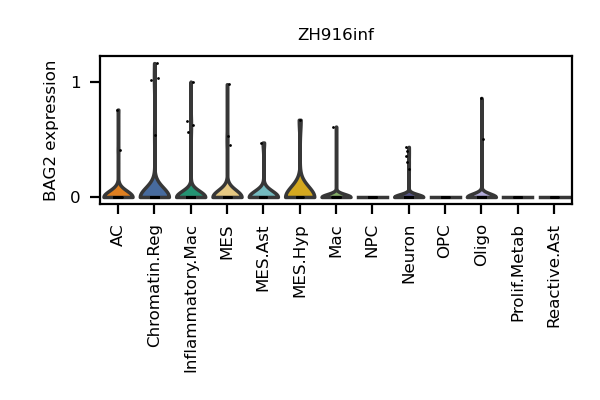 ZH916inf
BAG2 expression
1
0
AC
Chromatin.Reg
Inflammatory.Mac
MES
MES.Ast
MES.Hyp
Mac
NPC
Neuron
OPC
Oligo
Prolif.Metab
Reactive.Ast